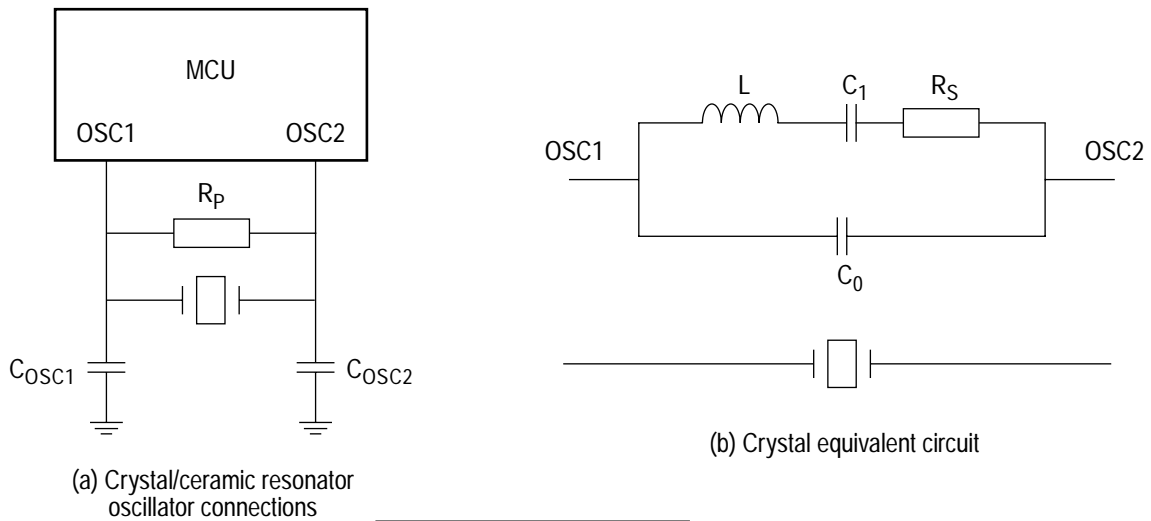 MCU
OSC1 OSC2
R_P
C_OSC1 C_OSC2
(a) Crystal/ceramic resonator
oscillator connections
L C_1 R_S
OSC1 OSC2
C_0
(b) Crystal equivalent circuit